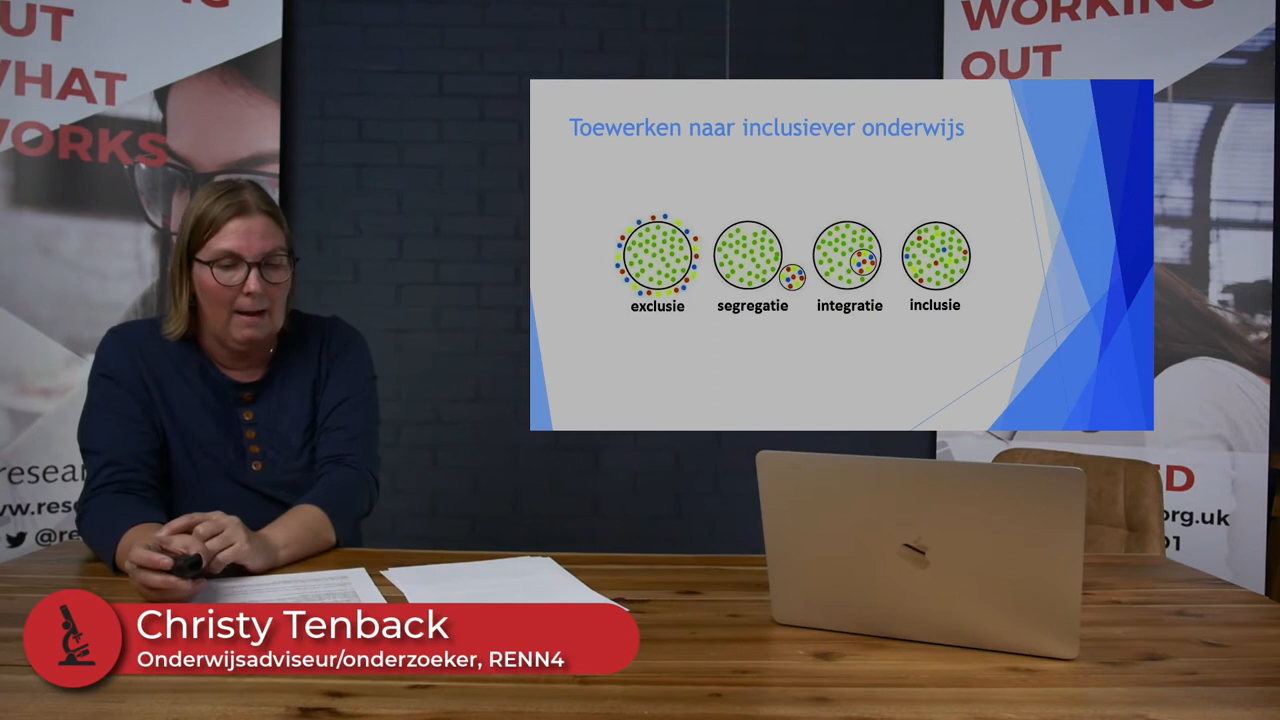 OUT
WHAT
WORKS
WORKING
OUT
Toewerken naar inclusiever onderwijs
exclusie
segregatie
integratie
inclusie
resear
Christy Tenback
Onderwijsadviseur/onderzoeker, RENN4
ED
org.uk